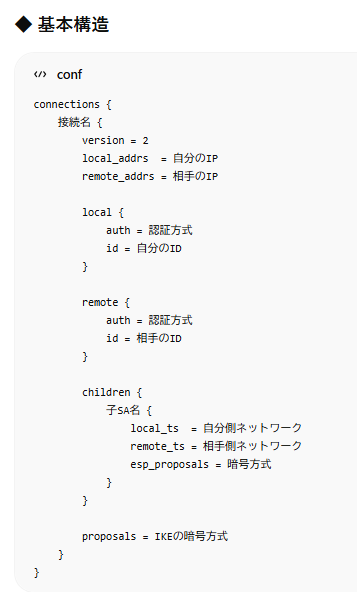 ◆ 基本構造
</> conf
connections {
    接続名 {
        version = 2
        local_addrs  = 自分のIP
        remote_addrs = 相手のIP

        local {
            auth = 認証方式
            id = 自分のID
        }

        remote {
            auth = 認証方式
            id = 相手のID
        }

        children {
            子SA名 {
                local_ts  = 自分側ネットワーク
                remote_ts = 相手側ネットワーク
                esp_proposals = 暗号方式
            }
        }

        proposals = IKEの暗号方式
    }
}